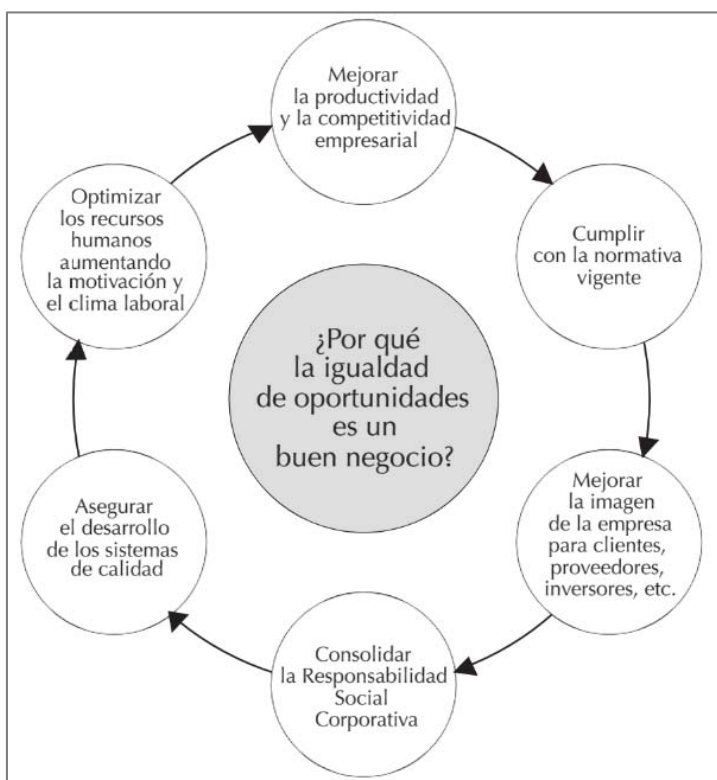 Mejorar
la productividad
y la competitividad
empresarial
Cumplir
con la normativa
vigente
Mejorar
la imagen
de la empresa
para clientes,
proveedores,
inversores, etc.
Consolidar
la Responsabilidad
Social
Corporativa
Asegurar
el desarrollo
de los sistemas
de calidad
Optimizar
los recursos
humanos
aumentando
la motivación y
el clima laboral
¿Por qué
la igualdad
de oportunidades
es un
buen negocio?